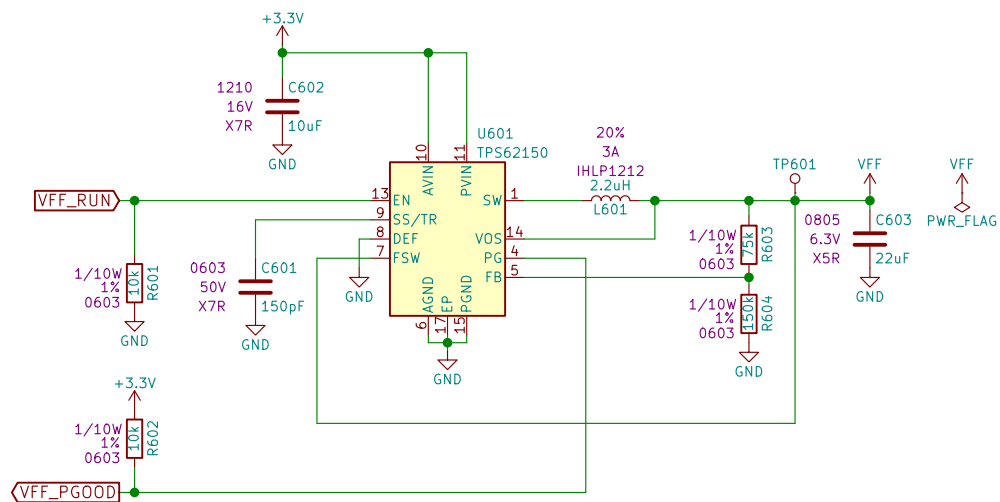 +3.3V
1210
16V
X7R
C602
10uF
GND
U601
TPS62150
10
11
AVIN
PVIN
20%
3A
IHLP1212
2.2uH
L601
TP601
VFF
VFF
PWR_FLAG
VFF_RUN
13
EN
9
SS/TR
8
DEF
7
FSW
SW
1
VOS
14
PG
4
FB
5
AGND
EP
PGND
6
17
15
GND
1/10W
1%
0603
10k
R601
GND
0603
50V
X7R
C601
150pF
GND
GND
1/10W
1%
0603
75k
R603
1/10W
1%
0603
150k
R604
GND
0805
6.3V
X5R
C603
22uF
GND
+3.3V
1/10W
1%
0603
10k
R602
VFF_PGOOD